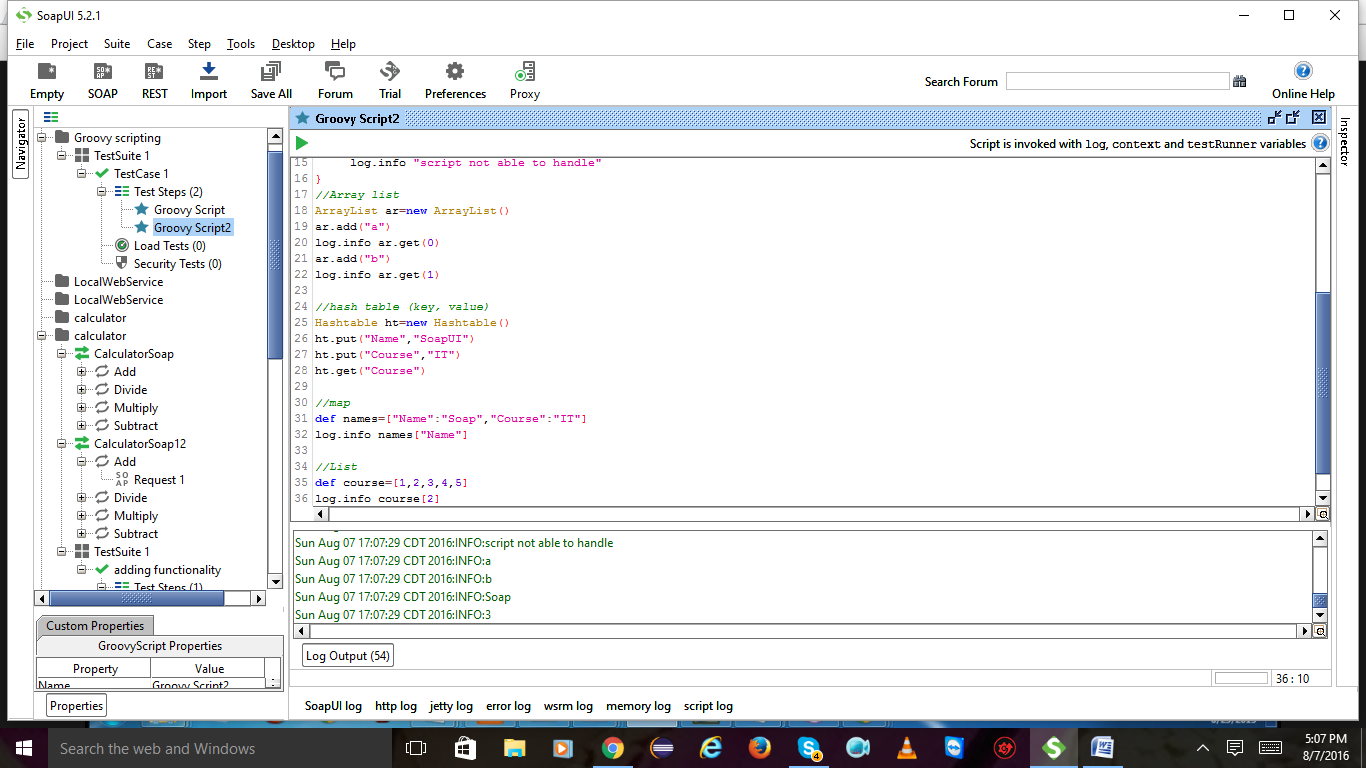 SoapUI 5.2.1
File Project Suite Case Step Tools Desktop Help
Empty SOAP REST Import Save All Forum Trial Preferences Proxy Search Forum Online Help
Navigator
Groovy scripting
TestSuite 1
TestCase 1
Test Steps (2)
Groovy Script
Groovy Script2
Load Tests (0)
Security Tests (0)
LocalWebService
LocalWebService
calculator
calculator
CalculatorSoap
Add
Divide
Multiply
Subtract
CalculatorSoap12
Add
SO AP Request 1
Divide
Multiply
Subtract
TestSuite 1
adding functionality
Test Steps (1)
Custom Properties
GroovyScript Properties
Property Value
Name Groovy Script2
Properties
Groovy Script2
Script is invoked with log, context and testRunner variables
Inspector
15 log.info "script not able to handle"
16 }
17 //Array list
18 ArrayList ar=new ArrayList()
19 ar.add("a")
20 log.info ar.get(0)
21 ar.add("b")
22 log.info ar.get(1)
23
24 //hash table (key, value)
25 Hashtable ht=new Hashtable()
26 ht.put("Name","SoapUI")
27 ht.put("Course","IT")
28 ht.get("Course")
29
30 //map
31 def names=["Name":"Soap","Course":"IT"]
32 log.info names["Name"]
33
34 //List
35 def course=[1,2,3,4,5]
36 log.info course[2]
Sun Aug 07 17:07:29 CDT 2016:INFO:script not able to handle
Sun Aug 07 17:07:29 CDT 2016:INFO:a
Sun Aug 07 17:07:29 CDT 2016:INFO:b
Sun Aug 07 17:07:29 CDT 2016:INFO:Soap
Sun Aug 07 17:07:29 CDT 2016:INFO:3
Log Output (54)
36 : 10
SoapUI log http log jetty log error log wsrm log memory log script log
Search the web and Windows
4
5:07 PM
8/7/2016